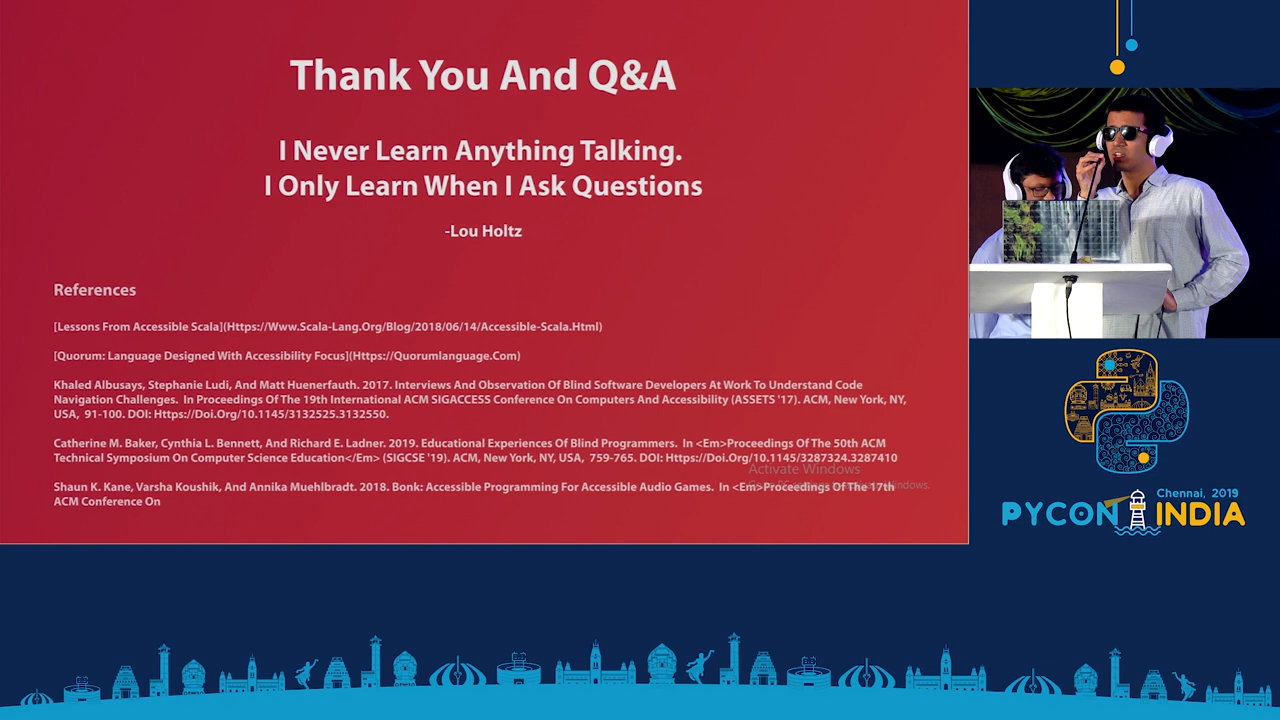 Thank You And Q&A
I Never Learn Anything Talking.
I Only Learn When I Ask Questions
-Lou Holtz
References
[Lessons From Accessible Scala](Https://Www.Scala-Lang.Org/Blog/2018/06/14/Accessible-Scala.Html)
[Quorum: Language Designed With Accessibility Focus](Https://Quorumlanguage.Com)
Khaled Albusays, Stephanie Ludi, And Matt Huenerfauth. 2017. Interviews And Observation Of Blind Software Developers At Work To Understand Code
Navigation Challenges. In Proceedings Of The 19th International ACM SIGACCESS Conference On Computers And Accessibility (ASSETS '17). ACM, New York, NY,
USA, 91-100. DOI: Https://Doi.Org/10.1145/3132525.3132550.
Catherine M. Baker, Cynthia L. Bennett, And Richard E. Ladner. 2019. Educational Experiences Of Blind Programmers. In <Em>Proceedings Of The 50th ACM
Technical Symposium On Computer Science Education</Em> (SIGCSE '19). ACM, New York, NY, USA, 759-765. DOI: Https://Doi.Org/10.1145/3287324.3287410
Activate Windows
Shaun K. Kane, Varsha Koushik, And Annika Muehlbradt. 2018. Bonk: Accessible Programming For Accessible Audio Games. In <Em>Proceedings Of The 17th
ACM Conference On
Chennai, 2019
PYCON INDIA